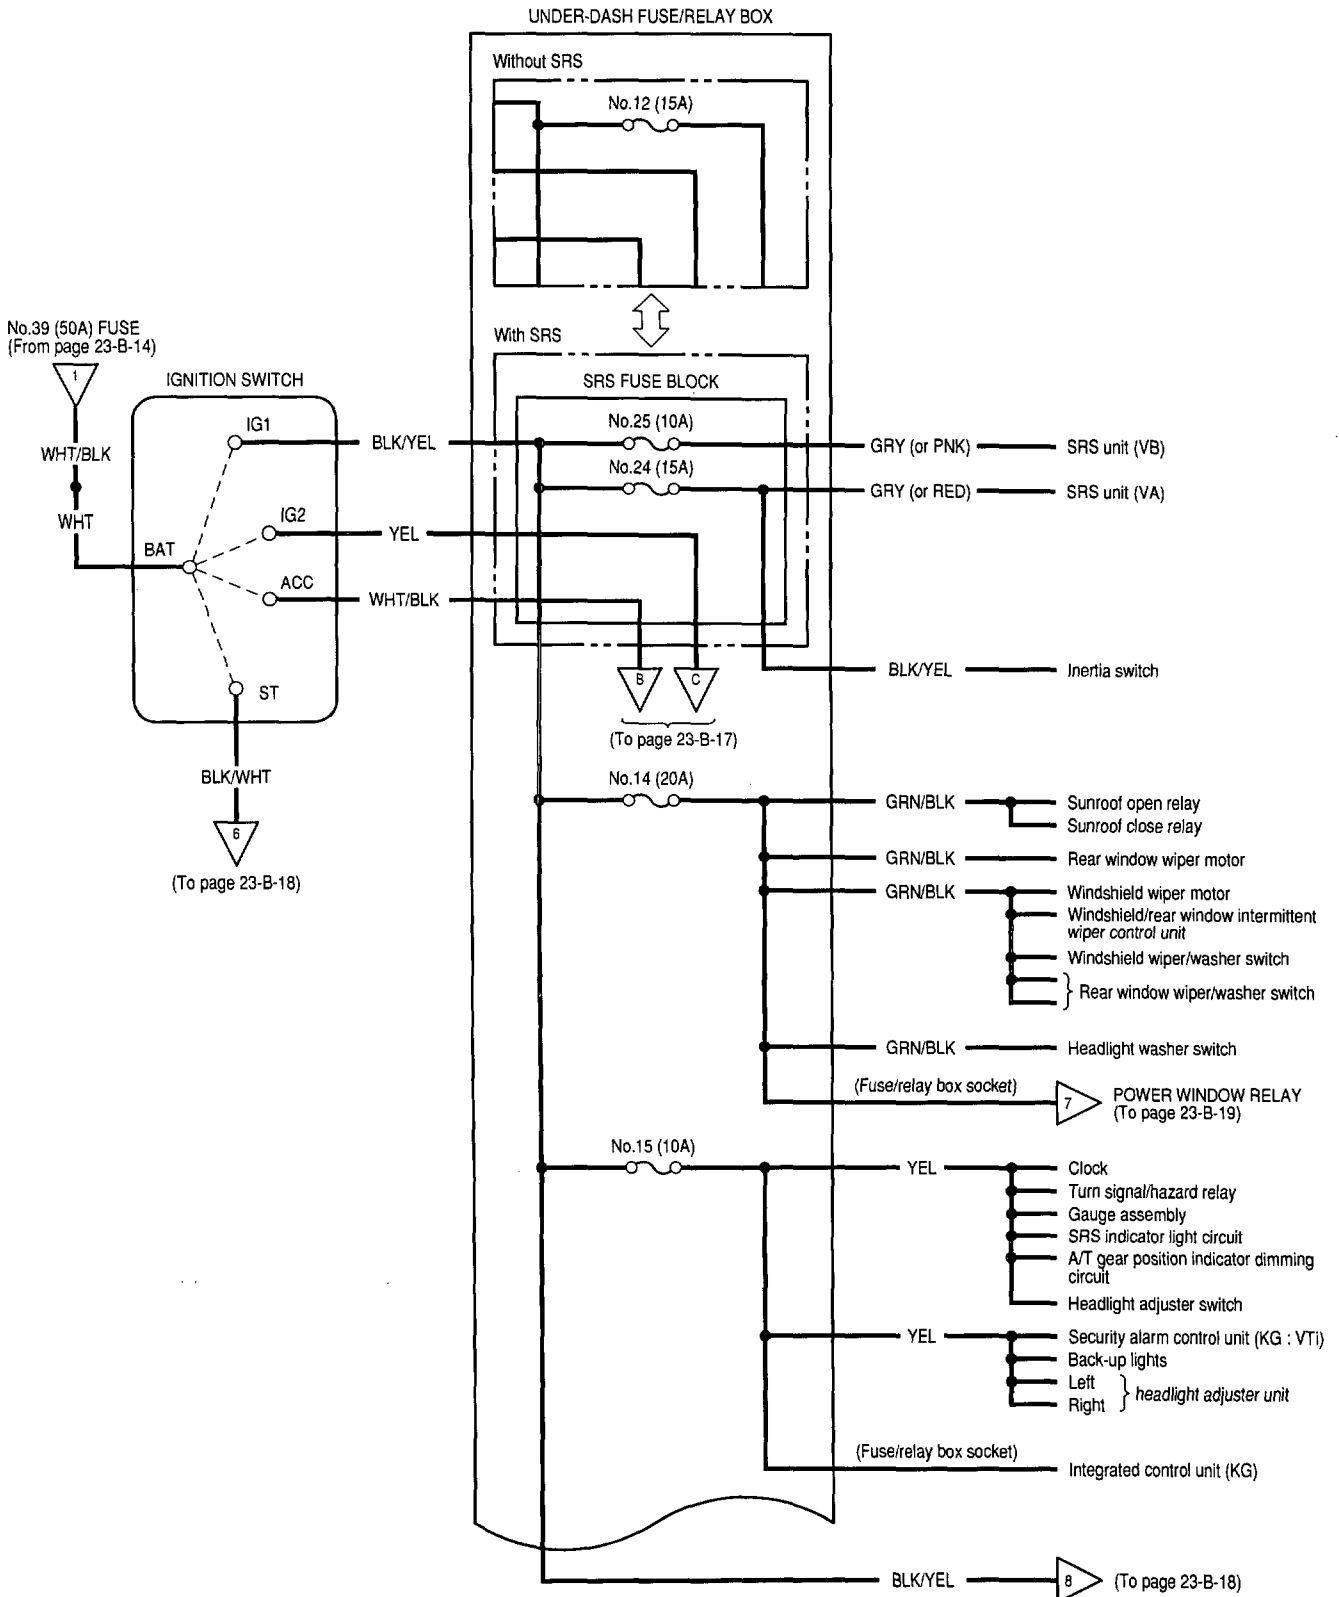 UNDER-DASH FUSE/RELAY BOX
Without SRS
No.12 (15A)
No.39 (50A) FUSE
(From page 23-B-14)
1
WHT/BLK
WHT
IGNITION SWITCH
IG1
IG2
BAT
ACC
ST
BLK/WHT
6
(To page 23-B-18)
With SRS
SRS FUSE BLOCK
BLK/YEL
No.25 (10A)
GRY (or PNK)
SRS unit (VB)
No.24 (15A)
GRY (or RED)
SRS unit (VA)
YEL
WHT/BLK
BLK/YEL
Inertia switch
B
C
(To page 23-B-17)
No.14 (20A)
GRN/BLK
Sunroof open relay
Sunroof close relay
GRN/BLK
Rear window wiper motor
GRN/BLK
Windshield wiper motor
Windshield/rear window intermittent
wiper control unit
Windshield wiper/washer switch
Rear window wiper/washer switch
GRN/BLK
Headlight washer switch
(Fuse/relay box socket)
7
POWER WINDOW RELAY
(To page 23-B-19)
No.15 (10A)
YEL
Clock
Turn signal/hazard relay
Gauge assembly
SRS indicator light circuit
A/T gear position indicator dimming
circuit
Headlight adjuster switch
YEL
Security alarm control unit (KG : VTi)
Back-up lights
Left
Right
headlight adjuster unit
(Fuse/relay box socket)
Integrated control unit (KG)
BLK/YEL
8
(To page 23-B-18)